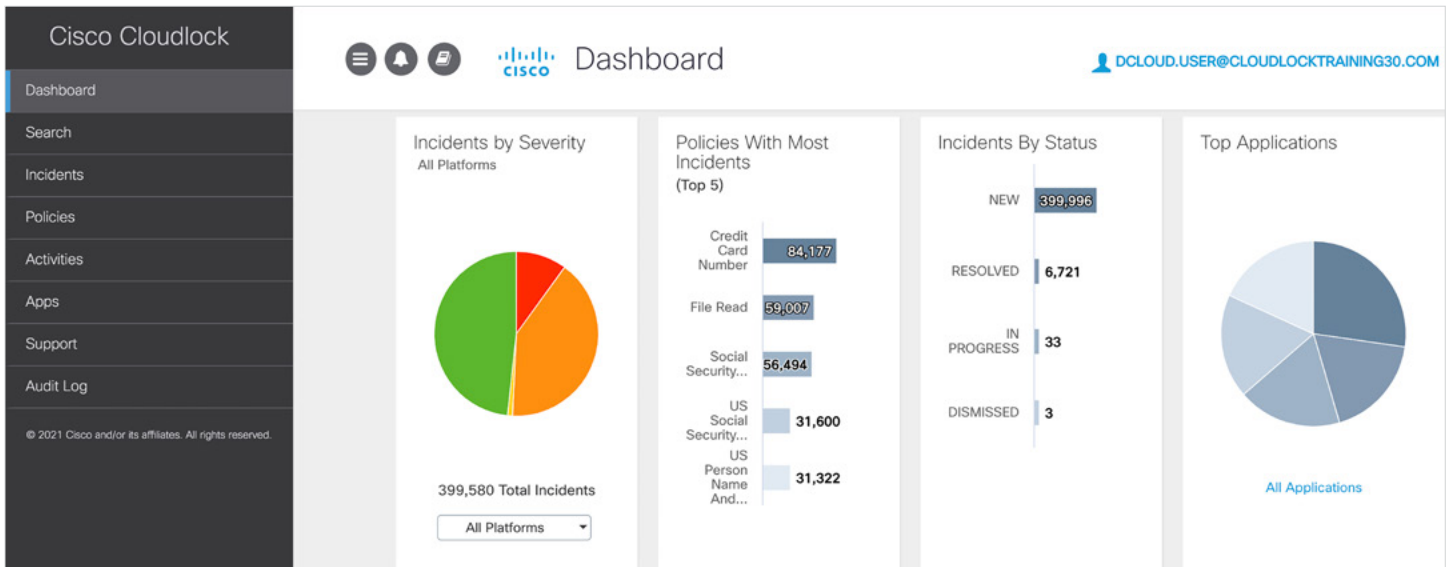 Cisco Cloudlock
Dashboard
Search
Incidents
Policies
Activities
Apps
Support
Audit Log
© 2021 Cisco and/or its affiliates. All rights reserved.
CISCO
Dashboard
DCLOUD.USER@CLOUDLOCKTRAINING30.COM
Incidents by Severity
All Platforms
399,580 Total Incidents
All Platforms
Policies With Most
Incidents
(Top 5)
Credit
Card
Number
84,177
File Read
59,007
Social
Security...
56,494
US
Social
Security...
31,600
US
Person
Name
And...
31,322
Incidents By Status
NEW
399,996
RESOLVED
6,721
IN
PROGRESS
33
DISMISSED
3
Top Applications
All Applications